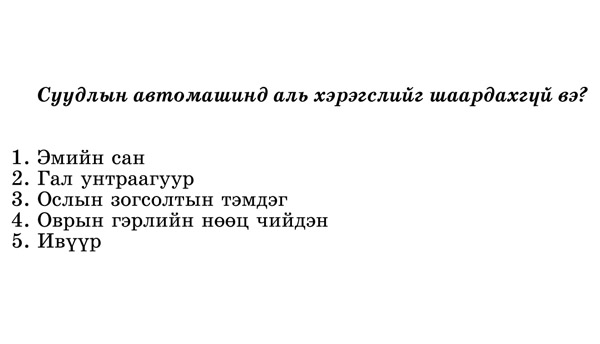 Суудлын автомашинд аль хэрэгслийг шаардахгүй вэ?
1. Эмийн сан
2. Гал унтраагуур
3. Ослын зогсолтын тэмдэг
4. Оврын гэрлийн нөөц чийдэн
5. Ивүүр